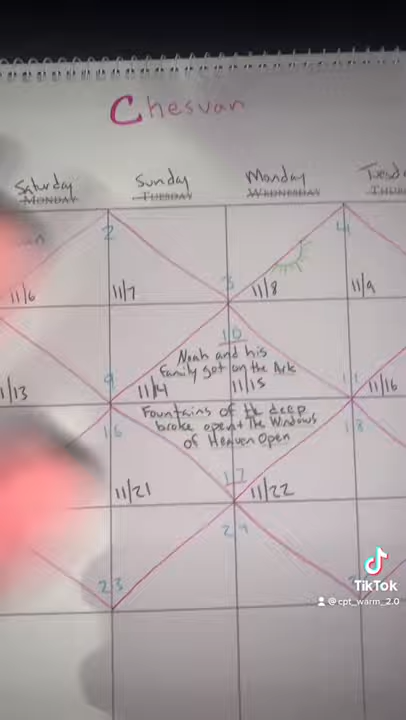 Chesvan
Saturday Sunday Monday
MONDAY TUESDAY WEDNESDAY
2 4
3
11/6 11/7 11/8 11/9
10
Noah and his
Family got on the Ark
9 11
11/13 11/14 11/15 11/16
Fountains of the deep
broke open + The Windows
of Heaven Open
16 18
17
11/21 11/22
24
23
TikTok
@cpt_warm_2.0